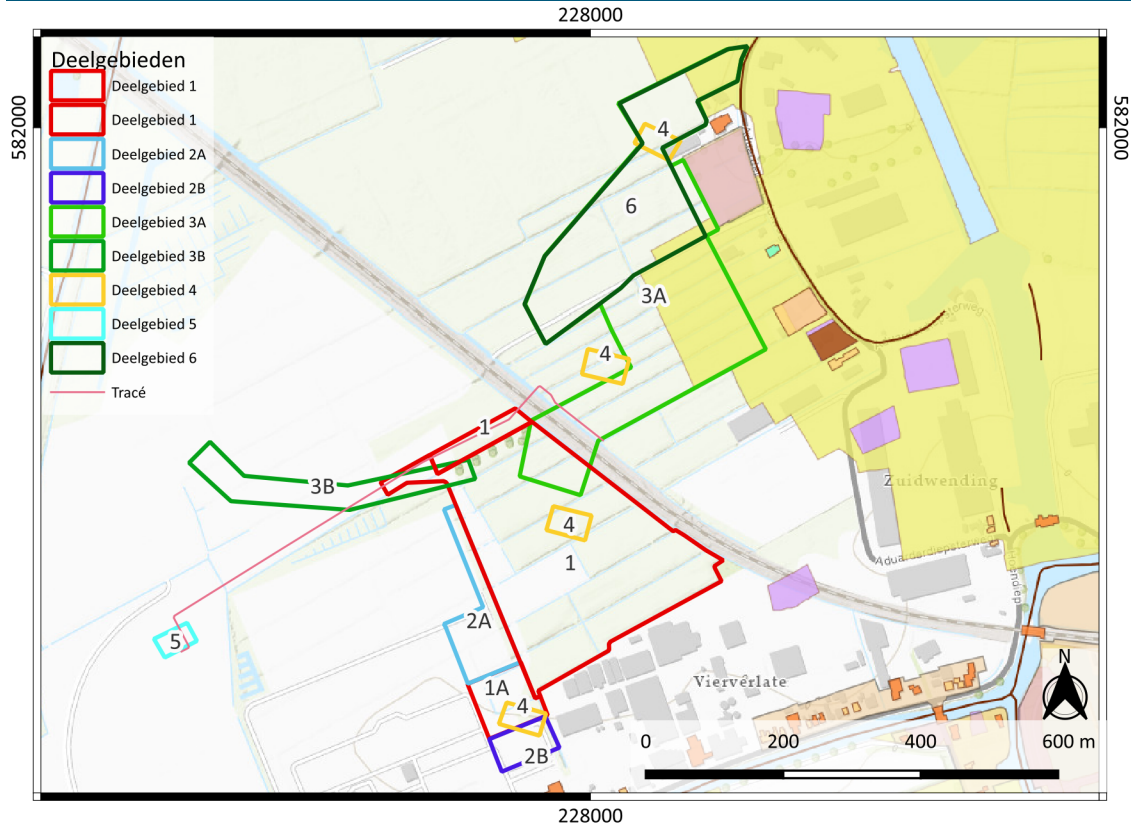 228000
582000
582000
Deelgebieden
Deelgebied 1
Deelgebied 1
Deelgebied 2A
Deelgebied 2B
Deelgebied 3A
Deelgebied 3B
Deelgebied 4
Deelgebied 5
Deelgebied 6
Tracé
4
6
3A
4
1
3B
4
1
2A
5
1A
4
2B
Zuidwending
Aduarderdiepsterweg
Vierverlate
N
0 200 400 600 m
228000